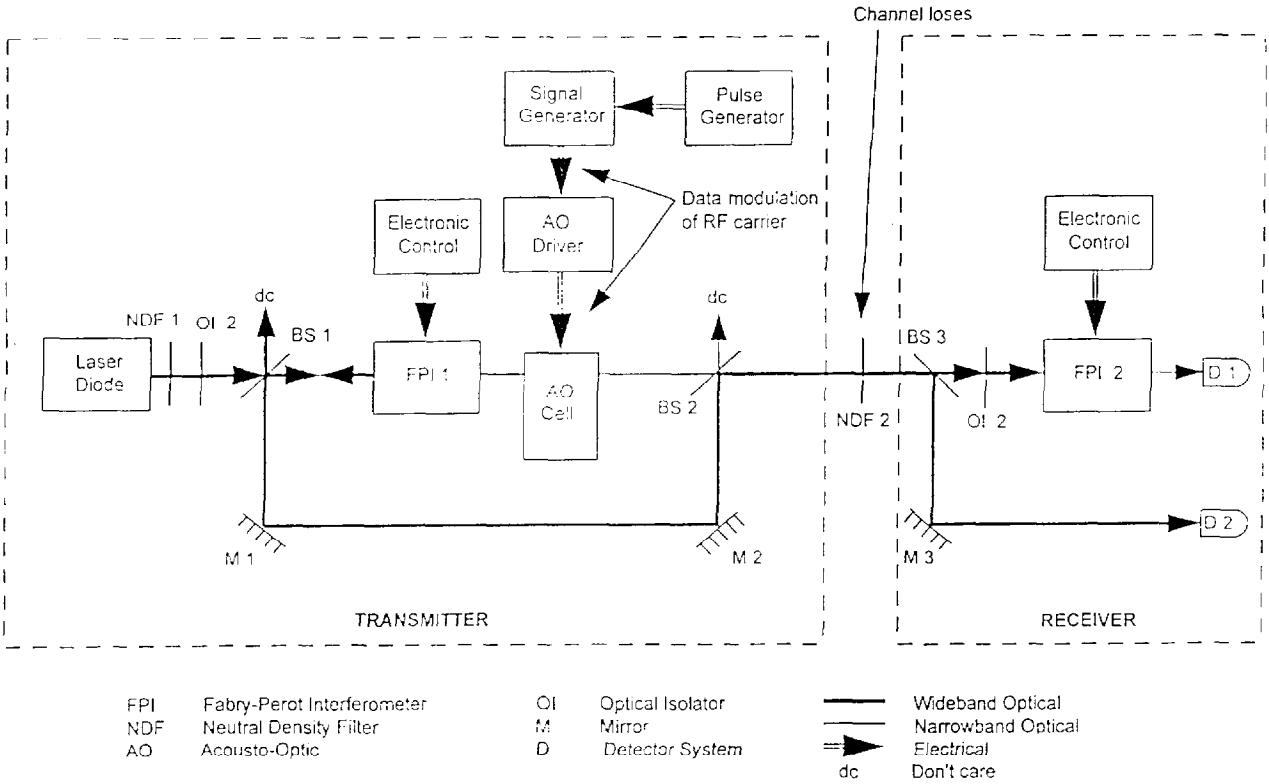 Channel loses
Signal
Generator
Pulse
Generator
Data modulation
of RF carrier
Electronic
Control
AO
Driver
Electronic
Control
dc
dc
NDF 1
OI 2
BS 1
BS 3
Laser
Diode
FPI 1
AO
Cell
BS 2
NDF 2
OI 2
FPI 2
D 1
M 1
M 2
M 3
D 2
TRANSMITTER
RECEIVER
FPI Fabry-Perot Interferometer
NDF Neutral Density Filter
AO Acousto-Optic
OI Optical Isolator
M Mirror
D Detector System
Wideband Optical
Narrowband Optical
Electrical
dc Don't care